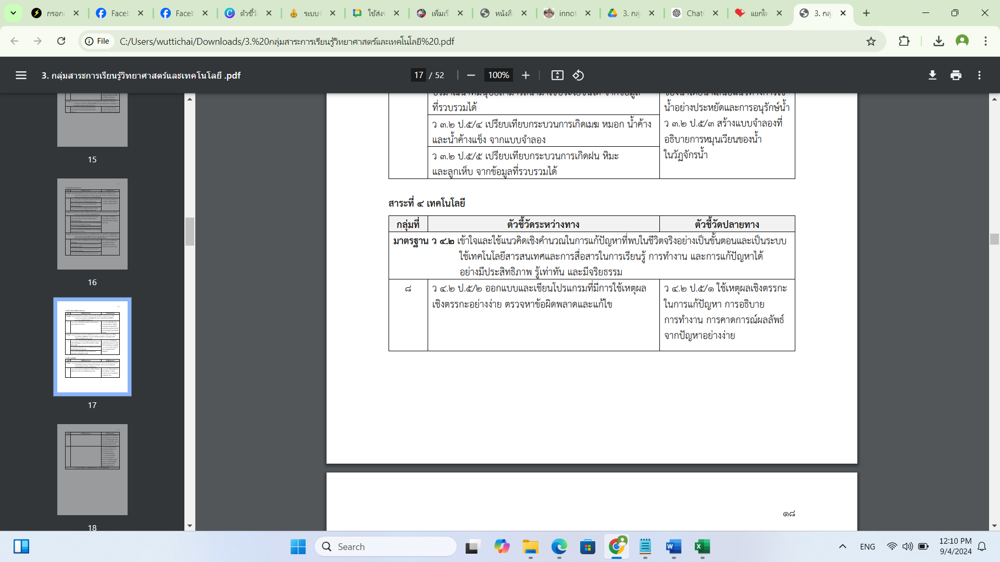 กรอก
Faceb
Faceb
ตัวชี้วั
ระบบ
ใช้ส่ง
เพิ่มเรื่
หนังสื
innot
3. กลุ่
ChatG
แยกไฟ
3. กลุ่ม
File
C:/Users/wuttichai/Downloads/3.%20กลุ่มสาระการเรียนรู้วิทยาศาสตร์และเทคโนโลยี%20.pdf
3. กลุ่มสาระการเรียนรู้วิทยาศาสตร์และเทคโนโลยี .pdf
17 / 52
100%
15
16
17
18
ที่รวบรวมได้
น้ำอย่างประหยัดและการอนุรักษ์น้ำ
ว ๓.๒ ป.๕/๔ เปรียบเทียบกระบวนการเกิดเมฆ หมอก น้ำค้าง
และน้ำค้างแข็ง จากแบบจำลอง
ว ๓.๒ ป.๕/๓ สร้างแบบจำลองที่
อธิบายการหมุนเวียนของน้ำ
ในวัฏจักรน้ำ
ว ๓.๒ ป.๕/๕ เปรียบเทียบกระบวนการเกิดฝน หิมะ
และลูกเห็บ จากข้อมูลที่รวบรวมได้
สาระที่ ๔ เทคโนโลยี
กลุ่มที่
ตัวชี้วัดระหว่างทาง
ตัวชี้วัดปลายทาง
มาตรฐาน ว ๔.๒ เข้าใจและใช้แนวคิดเชิงคำนวณในการแก้ปัญหาที่พบในชีวิตจริงอย่างเป็นขั้นตอนและเป็นระบบ
ใช้เทคโนโลยีสารสนเทศและการสื่อสารในการเรียนรู้ การทำงาน และการแก้ปัญหาได้
อย่างมีประสิทธิภาพ รู้เท่าทัน และมีจริยธรรม
๘
ว ๔.๒ ป.๕/๒ ออกแบบและเขียนโปรแกรมที่มีการใช้เหตุผล
เชิงตรรกะอย่างง่าย ตรวจหาข้อผิดพลาดและแก้ไข
ว ๔.๒ ป.๕/๑ ใช้เหตุผลเชิงตรรกะ
ในการแก้ปัญหา การอธิบาย
การทำงาน การคาดการณ์ผลลัพธ์
จากปัญหาอย่างง่าย
๑๘
Search
ENG
12:10 PM
9/4/2024